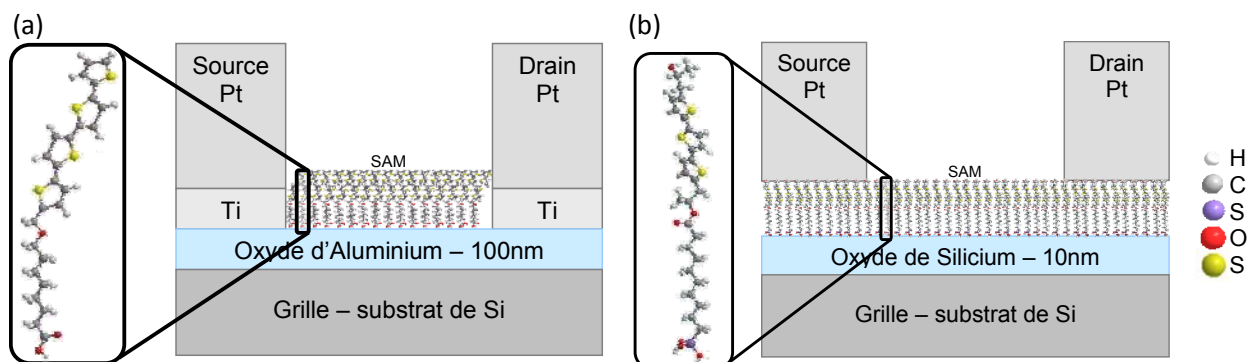 (a)
Source
Pt
Drain
Pt
SAM
Ti
Ti
Oxyde d'Aluminium – 100nm
Grille – substrat de Si
(b)
Source
Pt
Drain
Pt
SAM
Oxyde de Silicium – 10nm
Grille – substrat de Si
H
C
S
O
S